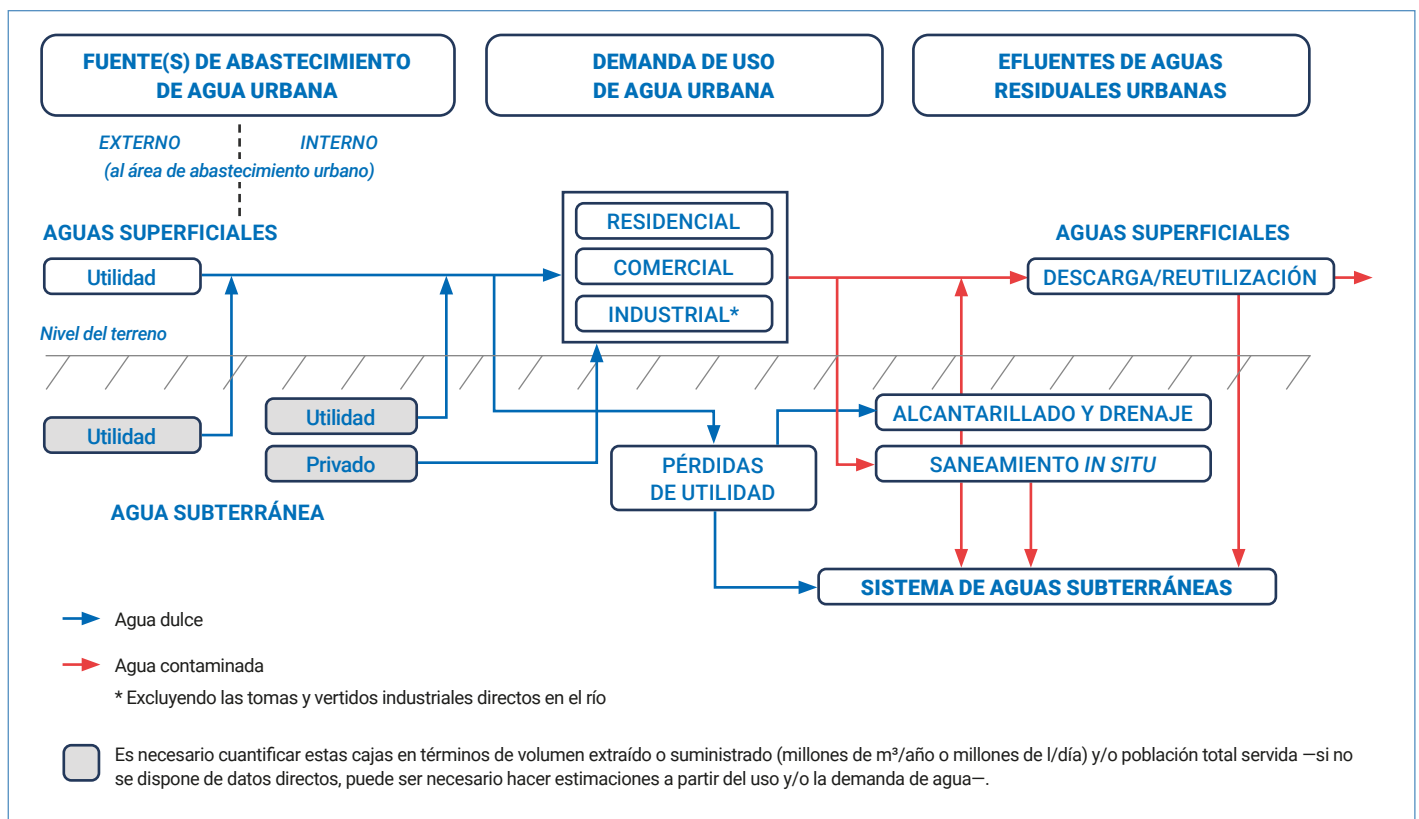 FUENTE(S) DE ABASTECIMIENTO
DE AGUA URBANA
DEMANDA DE USO
DE AGUA URBANA
EFLUENTES DE AGUAS
RESIDUALES URBANAS
EXTERNO
INTERNO
(al área de abastecimiento urbano)
AGUAS SUPERFICIALES
Utilidad
RESIDENCIAL
COMERCIAL
INDUSTRIAL*
AGUAS SUPERFICIALES
DESCARGA/REUTILIZACIÓN
Nivel del terreno
Utilidad
Utilidad
Privado
AGUA SUBTERRÁNEA
PÉRDIDAS
DE UTILIDAD
ALCANTARILLADO Y DRENAJE
SANEAMIENTO IN SITU
SISTEMA DE AGUAS SUBTERRÁNEAS
Agua dulce
Agua contaminada
* Excluyendo las tomas y vertidos industriales directos en el río
Es necesario cuantificar estas cajas en términos de volumen extraído o suministrado (millones de m³/año o millones de l/día) y/o población total servida —si no
se dispone de datos directos, puede ser necesario hacer estimaciones a partir del uso y/o la demanda de agua—.